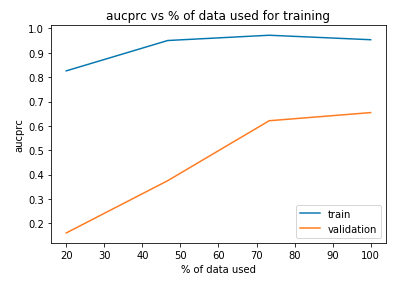 aucprc vs % of data used for training
aucprc
1.0
0.9
0.8
0.7
0.6
0.5
0.4
0.3
0.2
train
validation
20 30 40 50 60 70 80 90 100
% of data used